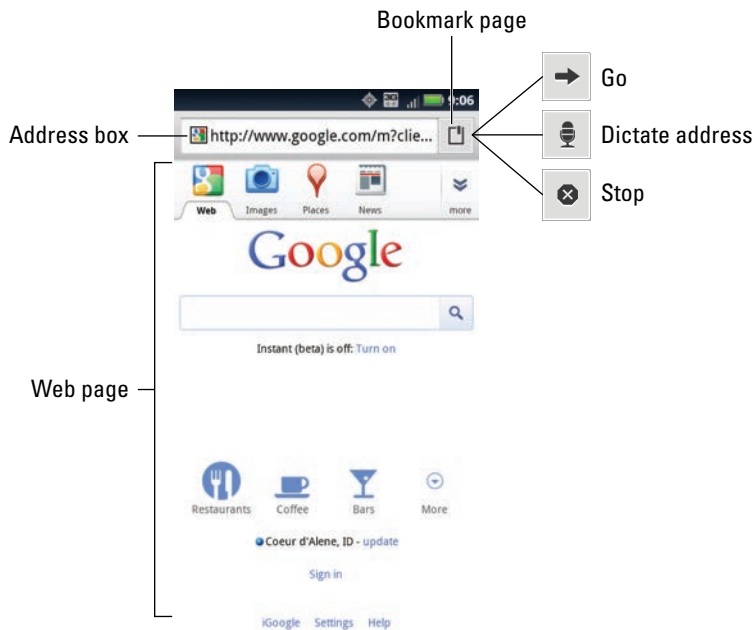 Bookmark page
9:06
Go
Address box
http://www.google.com/m?clie...
Dictate address
Stop
Web Images Places News more
Google
Instant (beta) is off: Turn on
Web page
Restaurants Coffee Bars More
Coeur d'Alene, ID - update
Sign in
iGoogle Settings Help